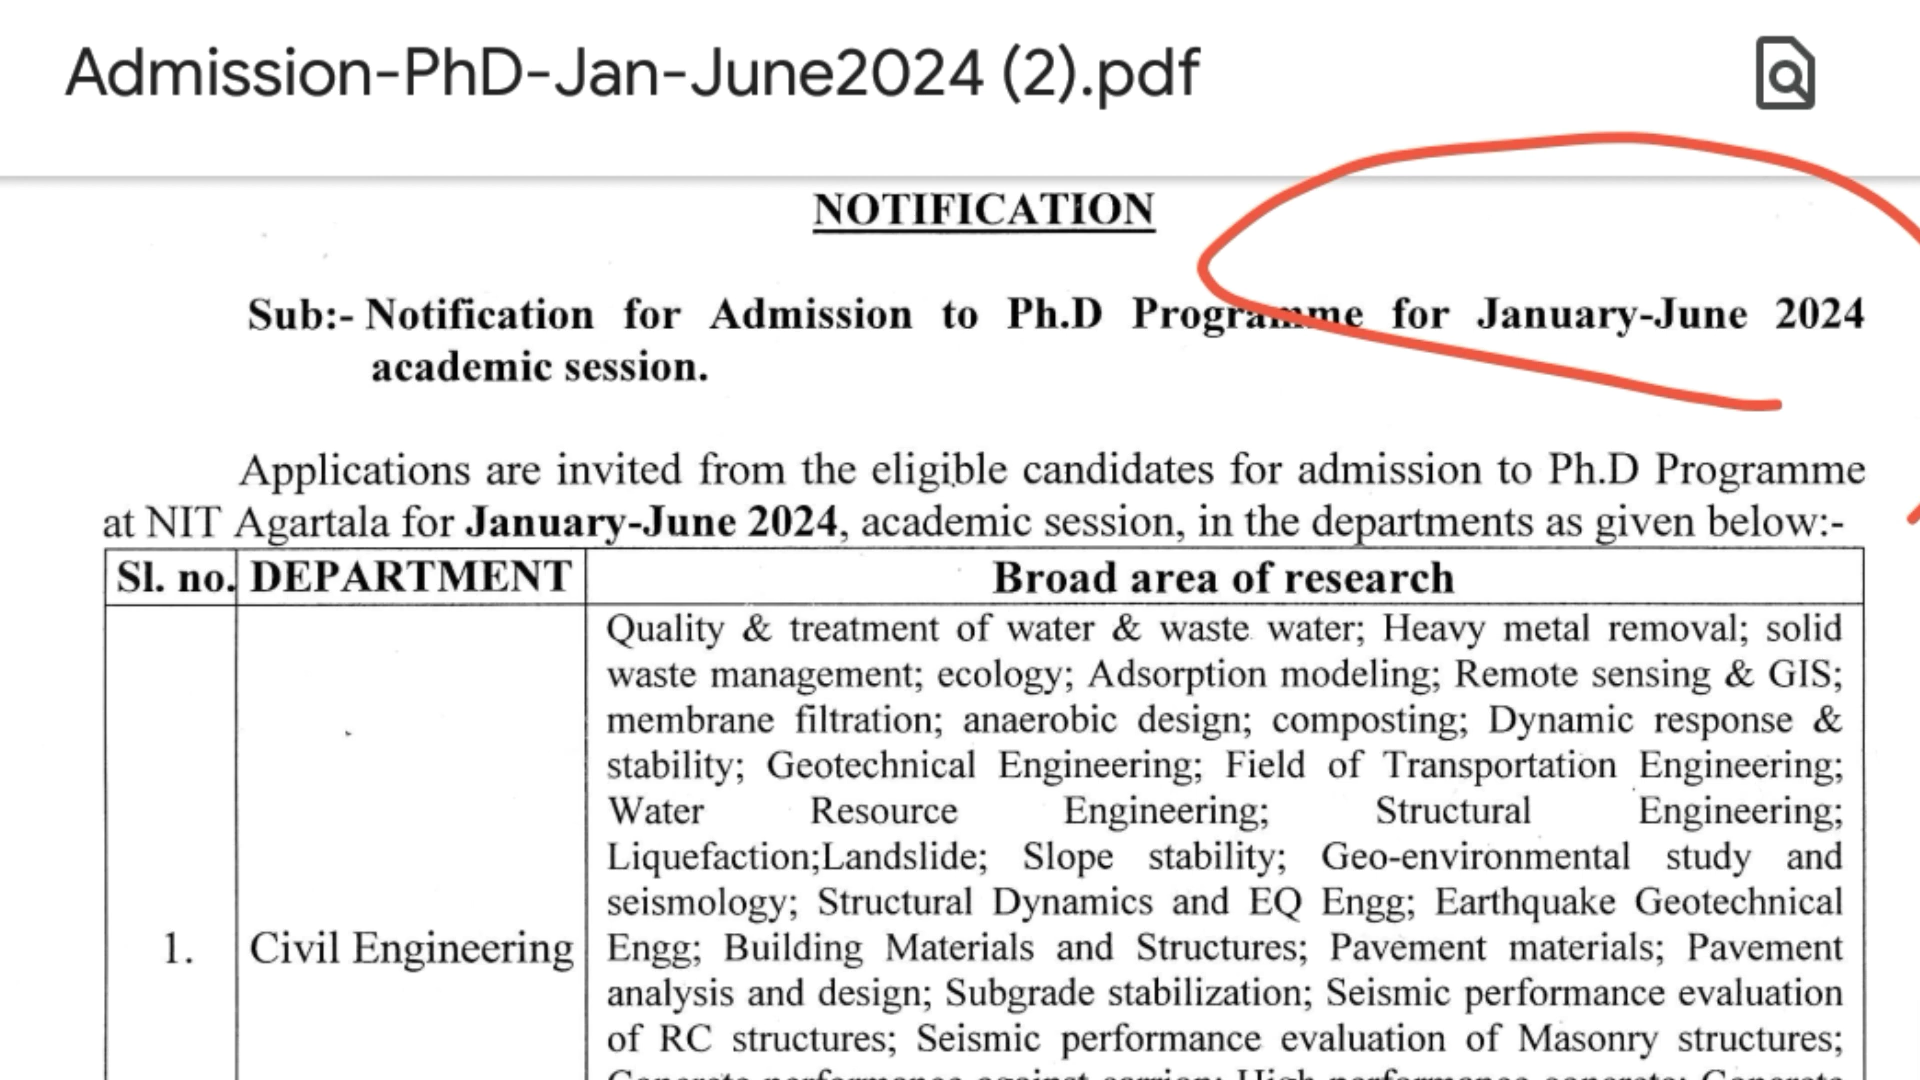 Admission-PhD-Jan-June2024 (2).pdf
NOTIFICATION
Sub:- Notification for Admission to Ph.D Programme for January-June 2024
academic session.
Applications are invited from the eligible candidates for admission to Ph.D Programme
at NIT Agartala for January-June 2024, academic session, in the departments as given below:-
Sl. no. DEPARTMENT Broad area of research
Quality & treatment of water & waste water; Heavy metal removal; solid
waste management; ecology; Adsorption modeling; Remote sensing & GIS;
membrane filtration; anaerobic design; composting; Dynamic response &
stability; Geotechnical Engineering; Field of Transportation Engineering;
Water Resource Engineering; Structural Engineering;
Liquefaction;Landslide; Slope stability; Geo-environmental study and
seismology; Structural Dynamics and EQ Engg; Earthquake Geotechnical
1. Civil Engineering Engg; Building Materials and Structures; Pavement materials; Pavement
analysis and design; Subgrade stabilization; Seismic performance evaluation
of RC structures; Seismic performance evaluation of Masonry structures;